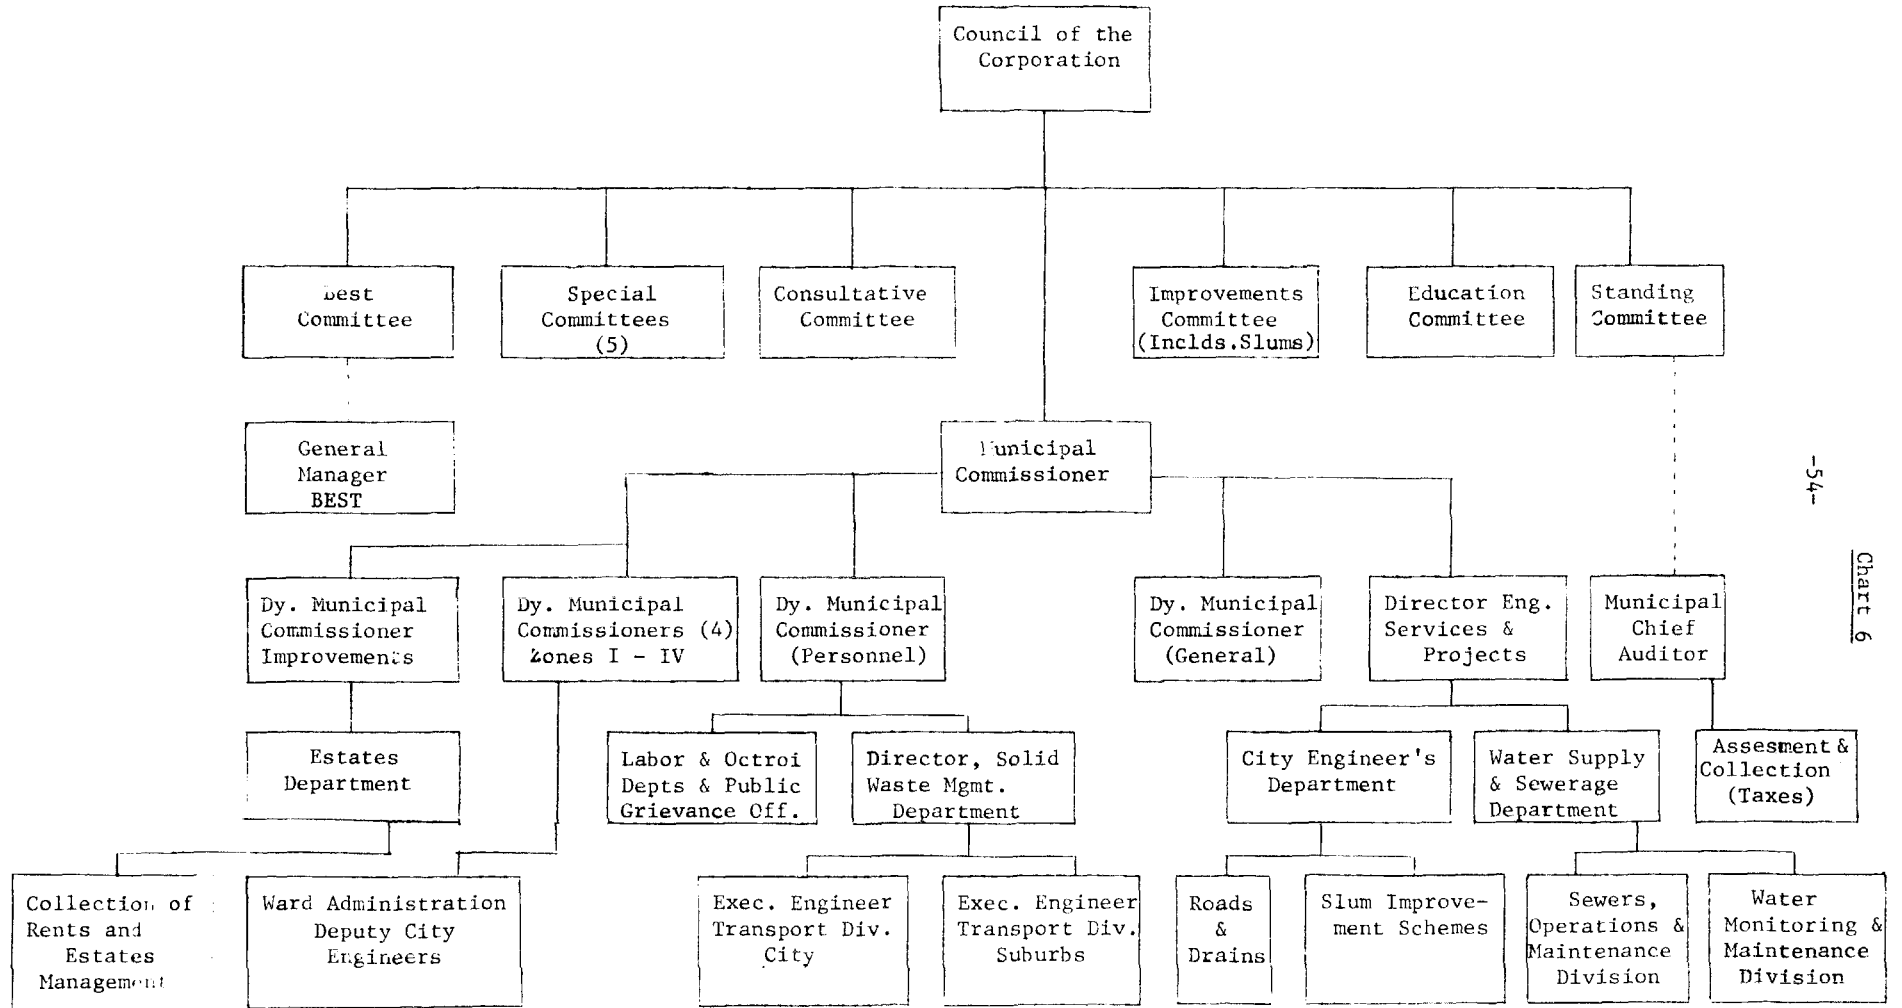 Council of the
Corporation
Best
Committee
Special
Committees
(5)
Consultative
Committee
Improvements
Committee
(Inclds.Slums)
Education
Committee
Standing
Committee
General
Manager
BEST
Municipal
Commissioner
-54-
Chart 6
Dy. Municipal
Commissioner
Improvements
Dy. Municipal
Commissioners (4)
Zones I - IV
Dy. Municipal
Commissioner
(Personnel)
Dy. Municipal
Commissioner
(General)
Director Eng.
Services &
Projects
Municipal
Chief
Auditor
Estates
Department
Labor & Octroi
Depts & Public
Grievance Off.
Director, Solid
Waste Mgmt.
Department
City Engineer's
Department
Water Supply
& Sewerage
Department
Assesment &
Collection
(Taxes)
Collection of
Rents and
Estates
Management
Ward Administration
Deputy City
Engineers
Exec. Engineer
Transport Div.
City
Exec. Engineer
Transport Div.
Suburbs
Roads
&
Drains
Slum Improve-
ment Schemes
Sewers,
Operations &
Maintenance
Division
Water
Monitoring &
Maintenance
Division